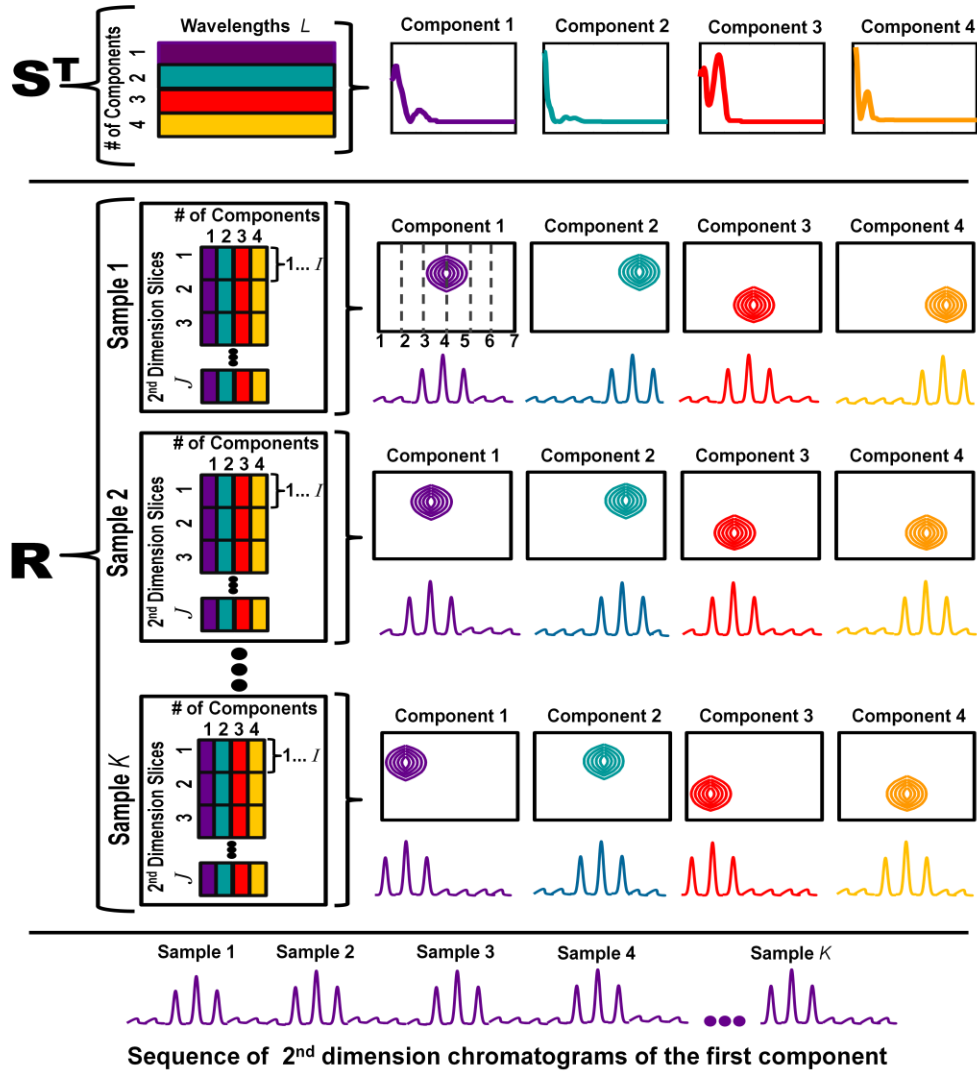 Wavelengths L
Component 1
Component 2
Component 3
Component 4
S^T
# of Components
1
2
3
4
R
Sample 1
# of Components
1 2 3 4
2nd Dimension Slices
1
2
3
J
1... I
Component 1
Component 2
Component 3
Component 4
1 2 3 4 5 6 7
Sample 2
# of Components
1 2 3 4
2nd Dimension Slices
1
2
3
J
1... I
Component 1
Component 2
Component 3
Component 4
Sample K
# of Components
1 2 3 4
2nd Dimension Slices
1
2
3
J
1... I
Component 1
Component 2
Component 3
Component 4
Sample 1
Sample 2
Sample 3
Sample 4
Sample K
Sequence of 2nd dimension chromatograms of the first component